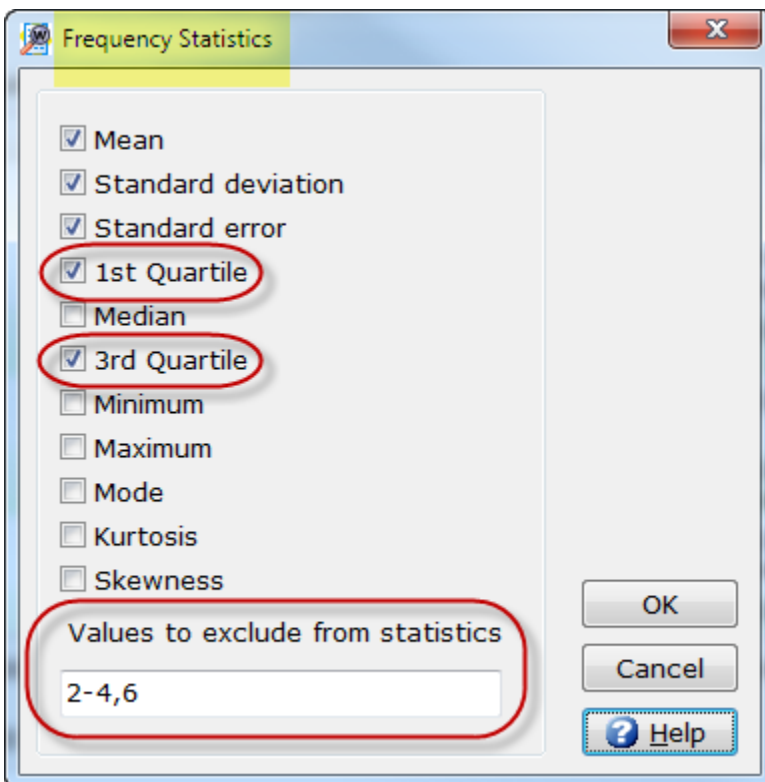 Frequency Statistics
Mean
Standard deviation
Standard error
1st Quartile
Median
3rd Quartile
Minimum
Maximum
Mode
Kurtosis
Skewness
Values to exclude from statistics
2-4,6
OK
Cancel
Help